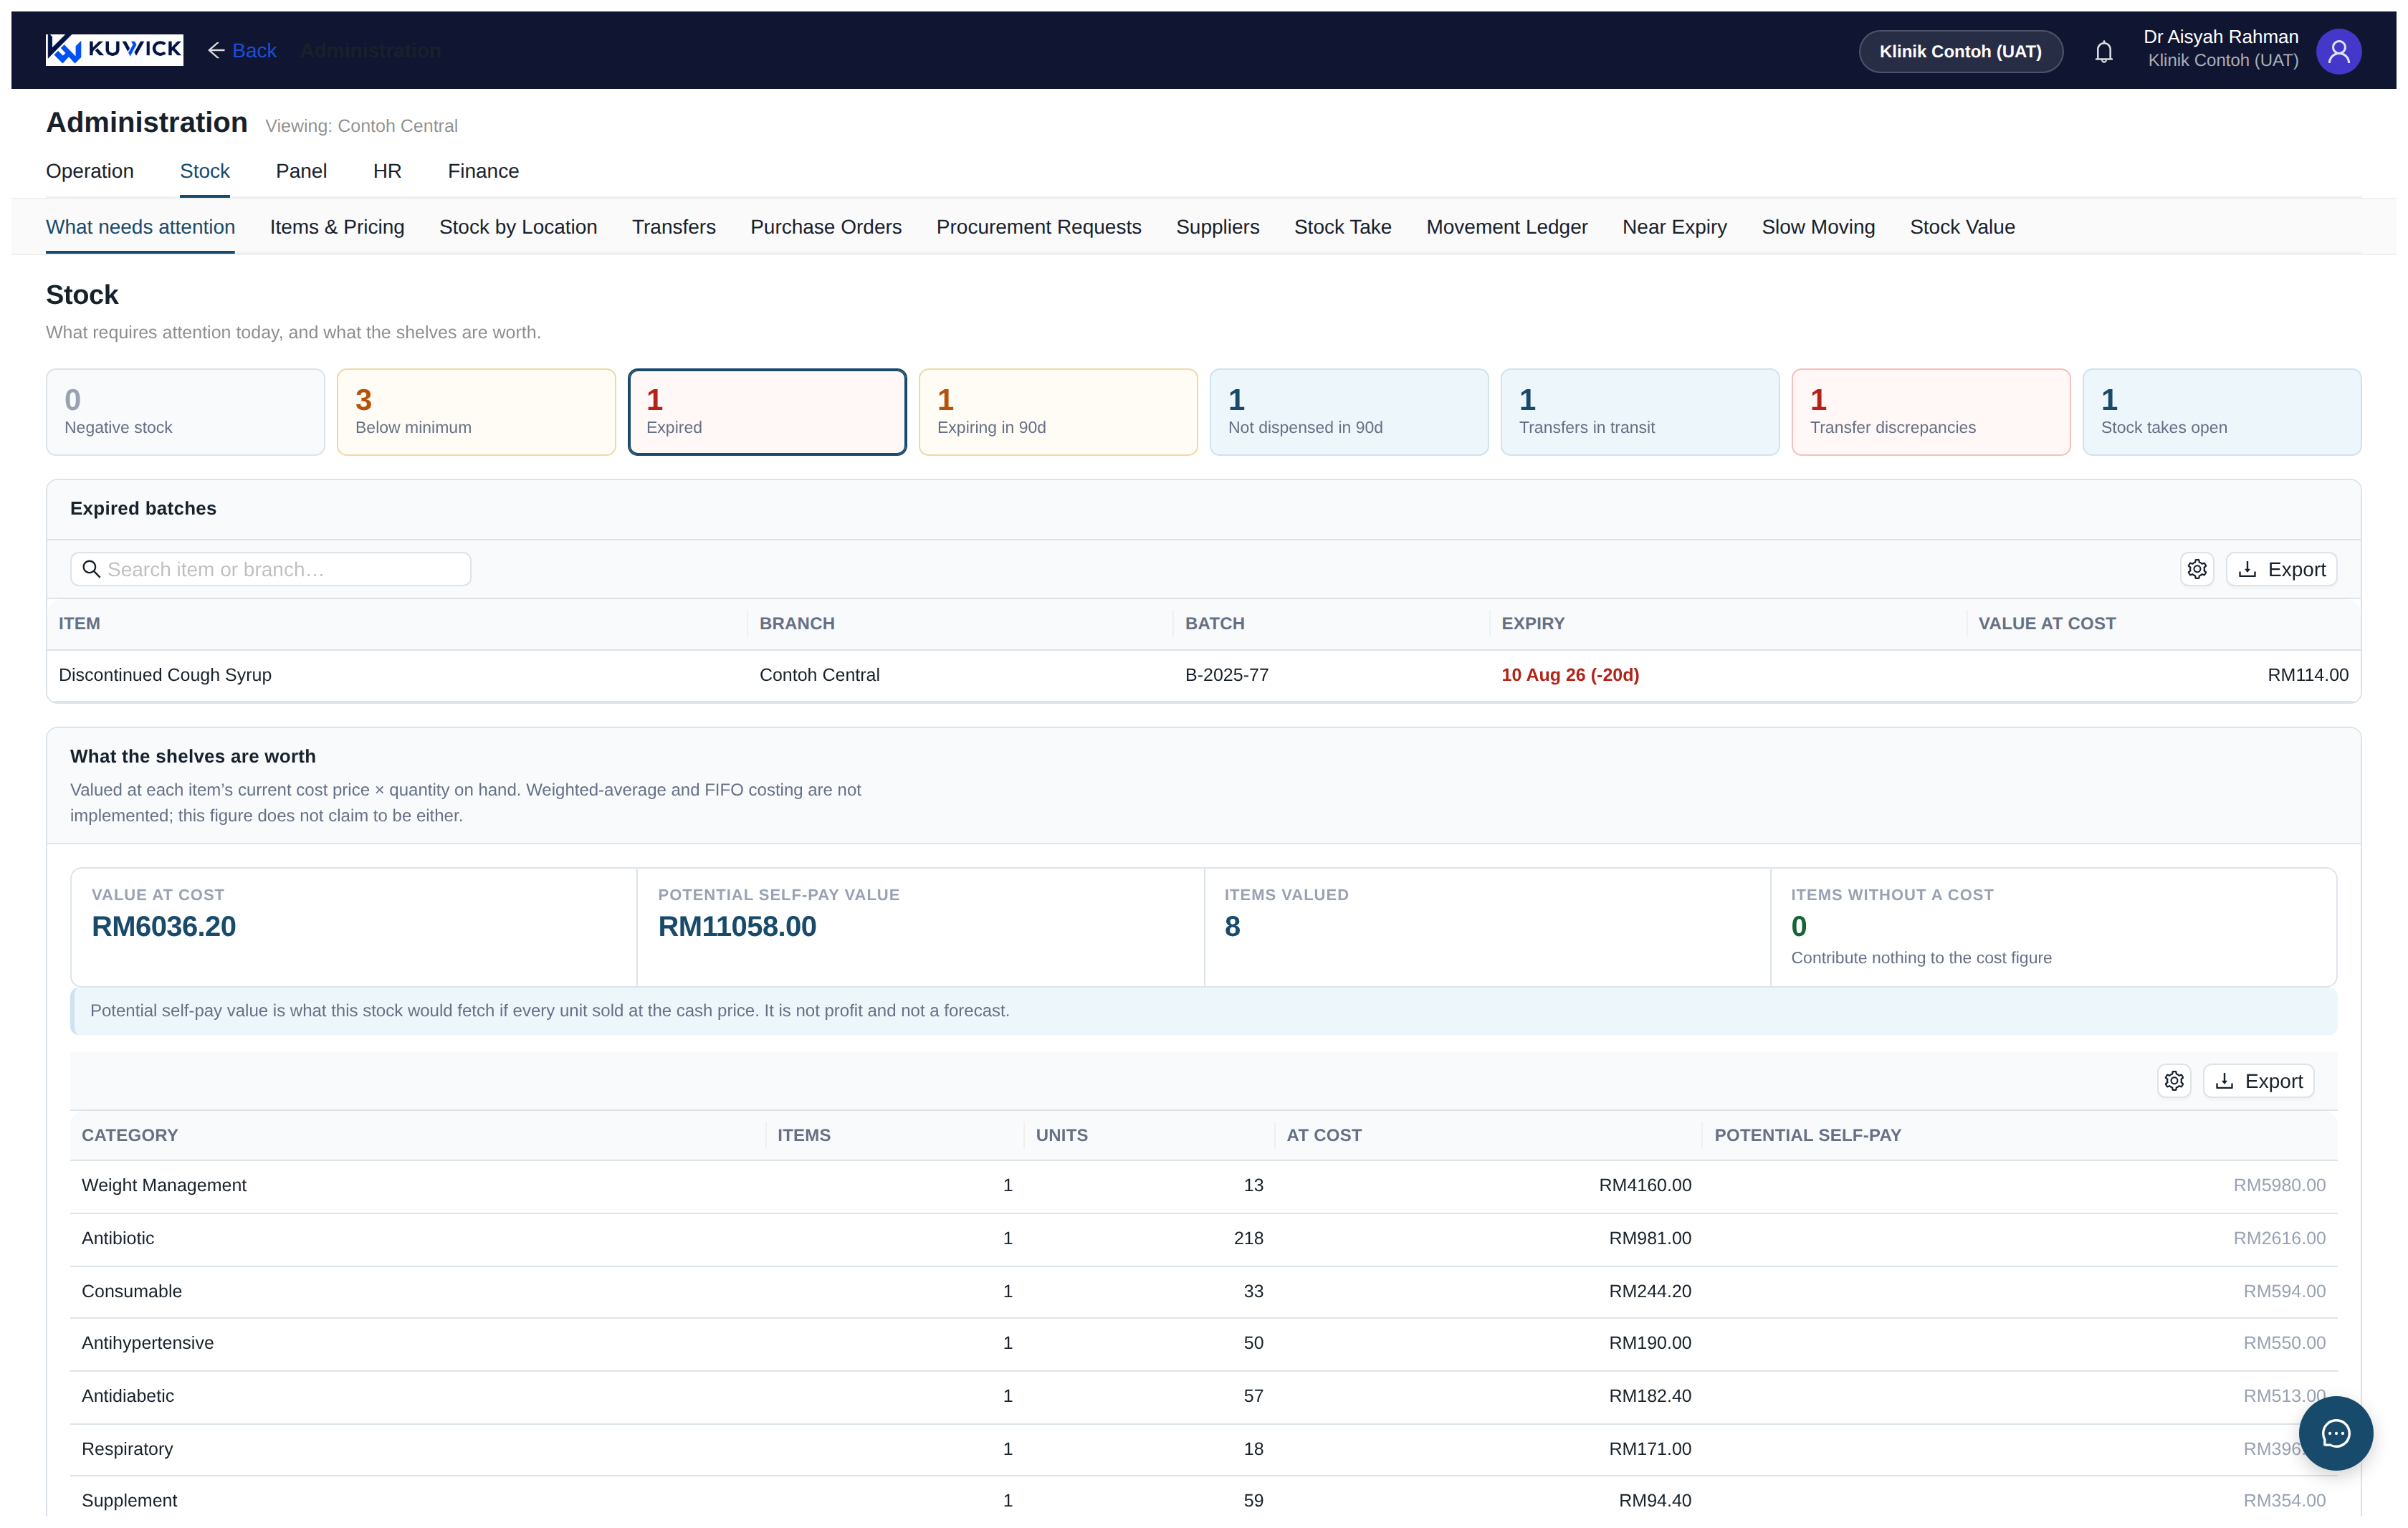 KUWICK
Back
Administration
Klinik Contoh (UAT)
Dr Aisyah Rahman
Klinik Contoh (UAT)
Administration
Viewing: Contoh Central
Operation Stock Panel HR Finance
What needs attention Items & Pricing Stock by Location Transfers Purchase Orders Procurement Requests Suppliers Stock Take Movement Ledger Near Expiry Slow Moving Stock Value
Stock
What requires attention today, and what the shelves are worth.
0
Negative stock
3
Below minimum
1
Expired
1
Expiring in 90d
1
Not dispensed in 90d
1
Transfers in transit
1
Transfer discrepancies
1
Stock takes open
Expired batches
Search item or branch…
Export
ITEM BRANCH BATCH EXPIRY VALUE AT COST
Discontinued Cough Syrup Contoh Central B-2025-77 10 Aug 26 (-20d) RM114.00
What the shelves are worth
Valued at each item’s current cost price × quantity on hand. Weighted-average and FIFO costing are not
implemented; this figure does not claim to be either.
VALUE AT COST
RM6036.20
POTENTIAL SELF-PAY VALUE
RM11058.00
ITEMS VALUED
8
ITEMS WITHOUT A COST
0
Contribute nothing to the cost figure
Potential self-pay value is what this stock would fetch if every unit sold at the cash price. It is not profit and not a forecast.
Export
CATEGORY ITEMS UNITS AT COST POTENTIAL SELF-PAY
Weight Management 1 13 RM4160.00 RM5980.00
Antibiotic 1 218 RM981.00 RM2616.00
Consumable 1 33 RM244.20 RM594.00
Antihypertensive 1 50 RM190.00 RM550.00
Antidiabetic 1 57 RM182.40 RM513.00
Respiratory 1 18 RM171.00 RM396
Supplement 1 59 RM94.40 RM354.00